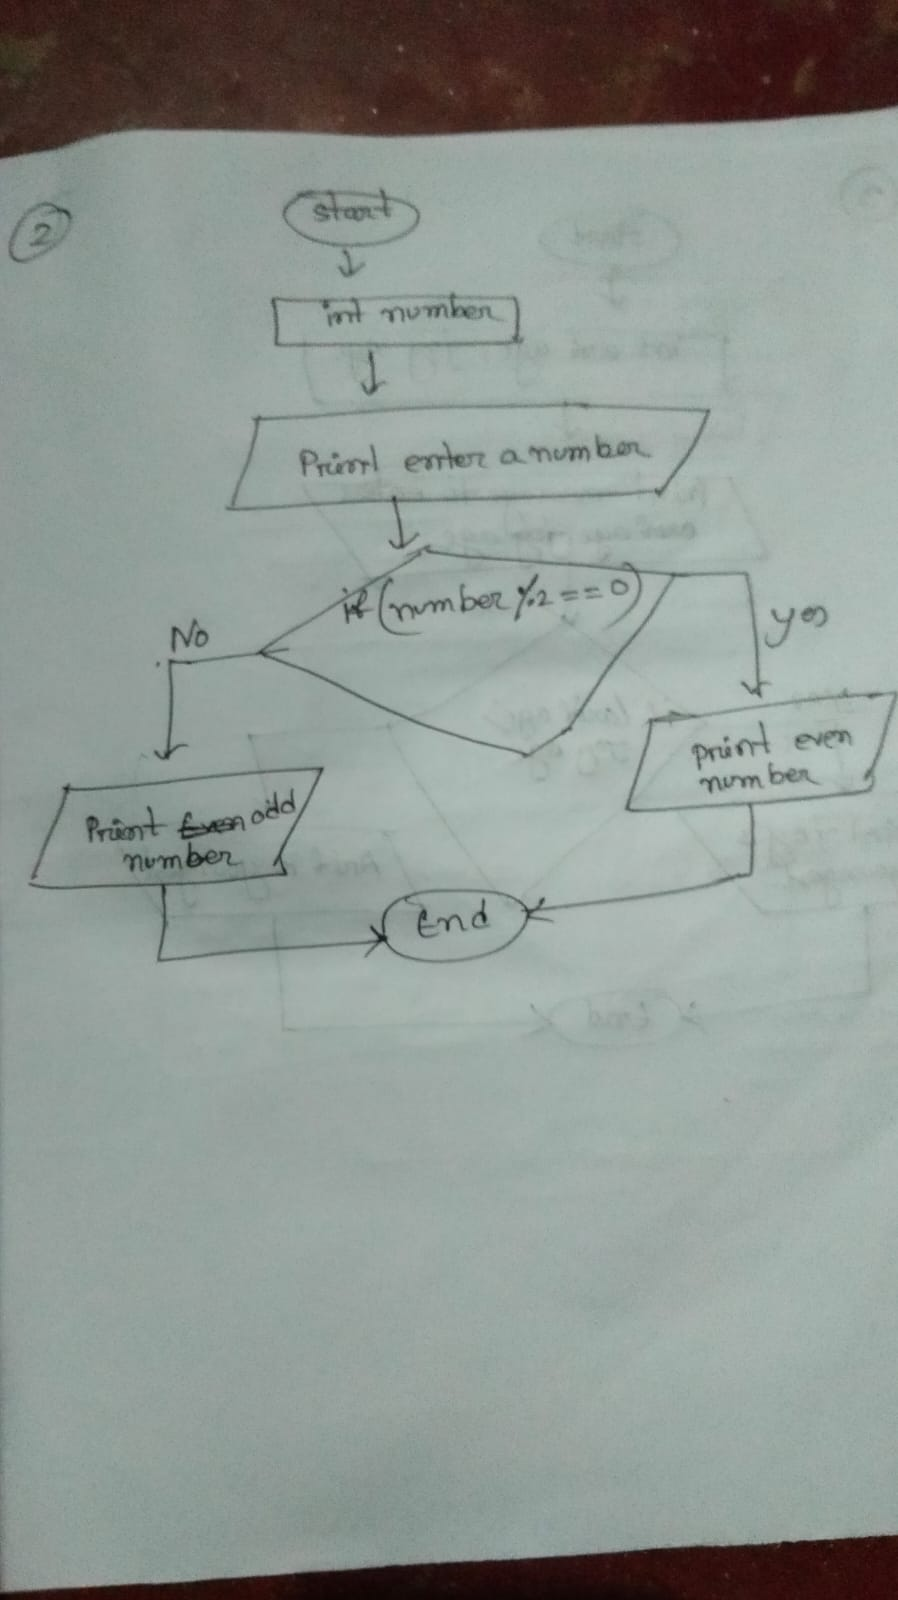 2
start
int number
Print enter a number
if (number %2 == 0)
No
yes
print even
number
Print odd
number
End